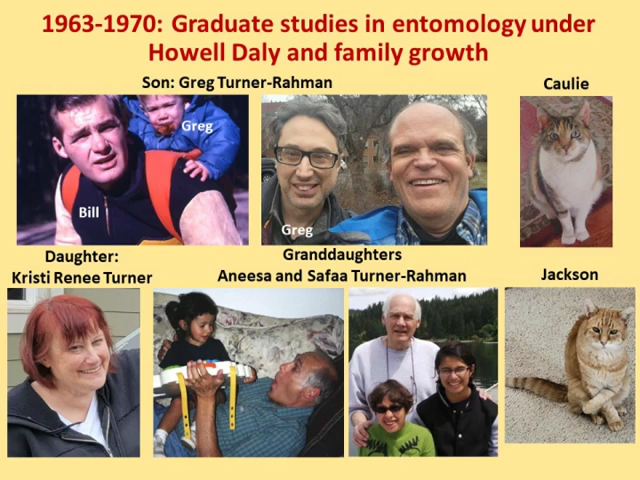 1963-1970: Graduate studies in entomology under
Howell Daly and family growth
Son: Greg Turner-Rahman
Caulie
Greg
Bill
Greg
Daughter:
Kristi Renee Turner
Granddaughters
Aneesa and Safaa Turner-Rahman
Jackson